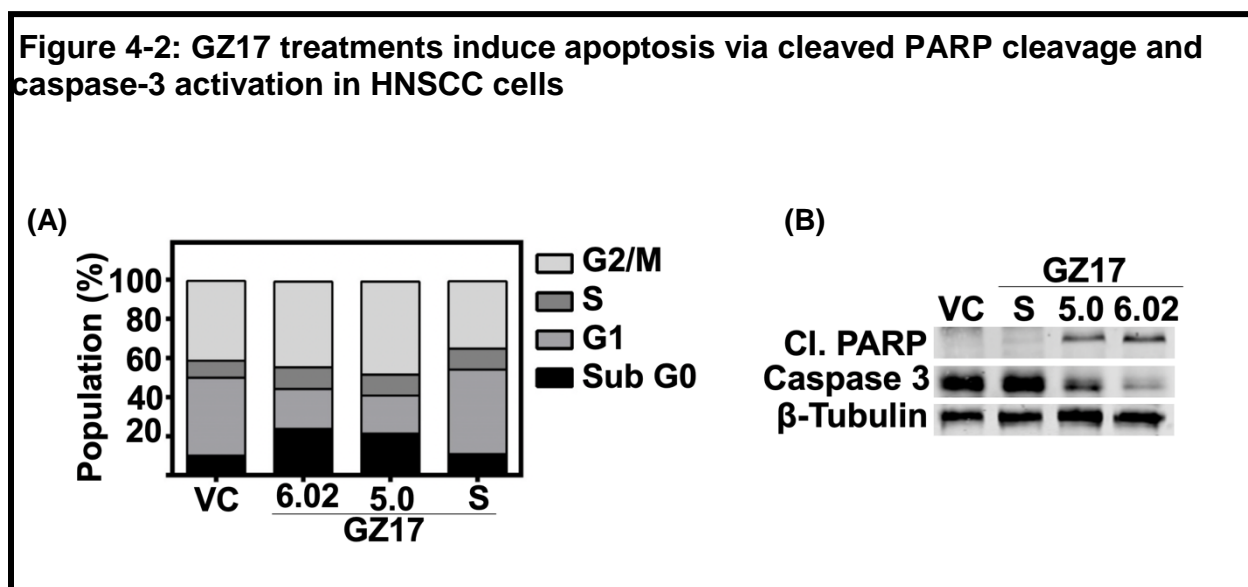 Figure 4-2: GZ17 treatments induce apoptosis via cleaved PARP cleavage and
caspase-3 activation in HNSCC cells
(A)
Population (%)
100
80
60
40
20
VC 6.02 5.0 S
GZ17
G2/M
S
G1
Sub G0
(B)
GZ17
VC S 5.0 6.02
Cl. PARP
Caspase 3
β-Tubulin